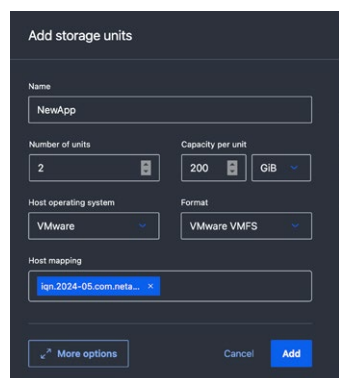 Add storage units
Name
NewApp
Number of units Capacity per unit
2 200 GiB
Host operating system Format
VMware VMware VMFS
Host mapping
iqn.2024-05.com.neta... ×
More options Cancel Add